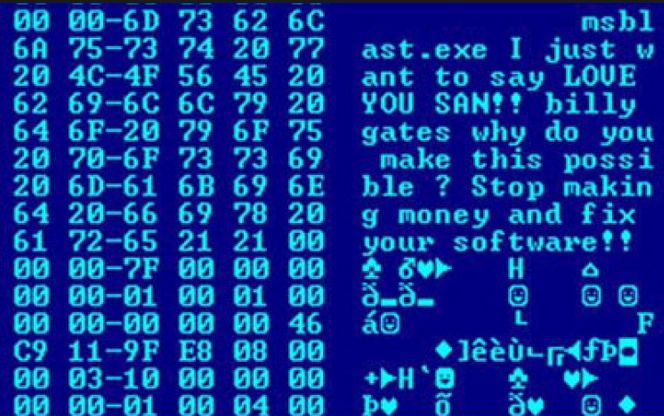 00 00-6D 73 62 6C msbl
6A 75-73 74 20 77 ast.exe I just w
20 4C-4F 56 45 20 ant to say LOVE
62 69-6C 6C 79 20 YOU SAN!! billy
64 6F-20 79 6F 75 gates why do you
20 70-6F 73 73 69 make this possi
20 6D-61 6B 69 6E ble ? Stop makin
64 20-66 69 78 20 g money and fix
61 72-65 21 21 00 your software!!
00 00-7F 00 00 00 ♣ ♂♥► H ⌂
00 00-01 00 01 00 ð_ð_ ☺ ☺ ☺
00 00-00 00 00 46 á☺ └ F
C9 11-9F E8 08 00 ♦]êèù
00 03-10 00 00 00 +►H`☻ ♣ ♥►
00 00-01 00 04 00 Þ♥ õ ð♥ ☺ ♦